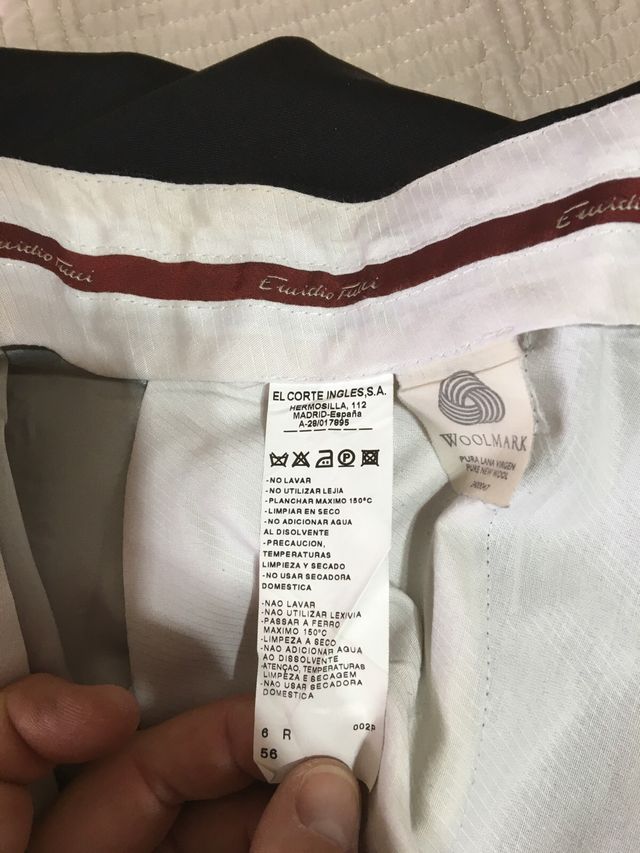 Emidio Tucci
Emidio Tucci
Emidio
EL CORTE INGLES,S.A.
HERMOSILLA, 112
MADRID-España
A-28/017895
-NO LAVAR
-NO UTILIZAR LEJIA
-PLANCHAR MAXIMO 150°C
-LIMPIAR EN SECO
-NO ADICIONAR AGUA
AL DISOLVENTE
-PRECAUCION,
TEMPERATURAS
LIMPIEZA Y SECADO
-NO USAR SECADORA
DOMESTICA
-NAO LAVAR
-NAO UTILIZAR LEXIVIA
-PASSAR A FERRO
MAXIMO 150°C
-LIMPEZA A SECO
-NAO ADICIONAR AGUA
AO DISSOLVENTE
-ATENÇAO, TEMPERATURAS
LIMPEZA E SECAGEM
-NAO USAR SECADORA
DOMESTICA
6 R 002P
56
WOOLMARK
PURA LANA VIRGEN
PURE NEW WOOL